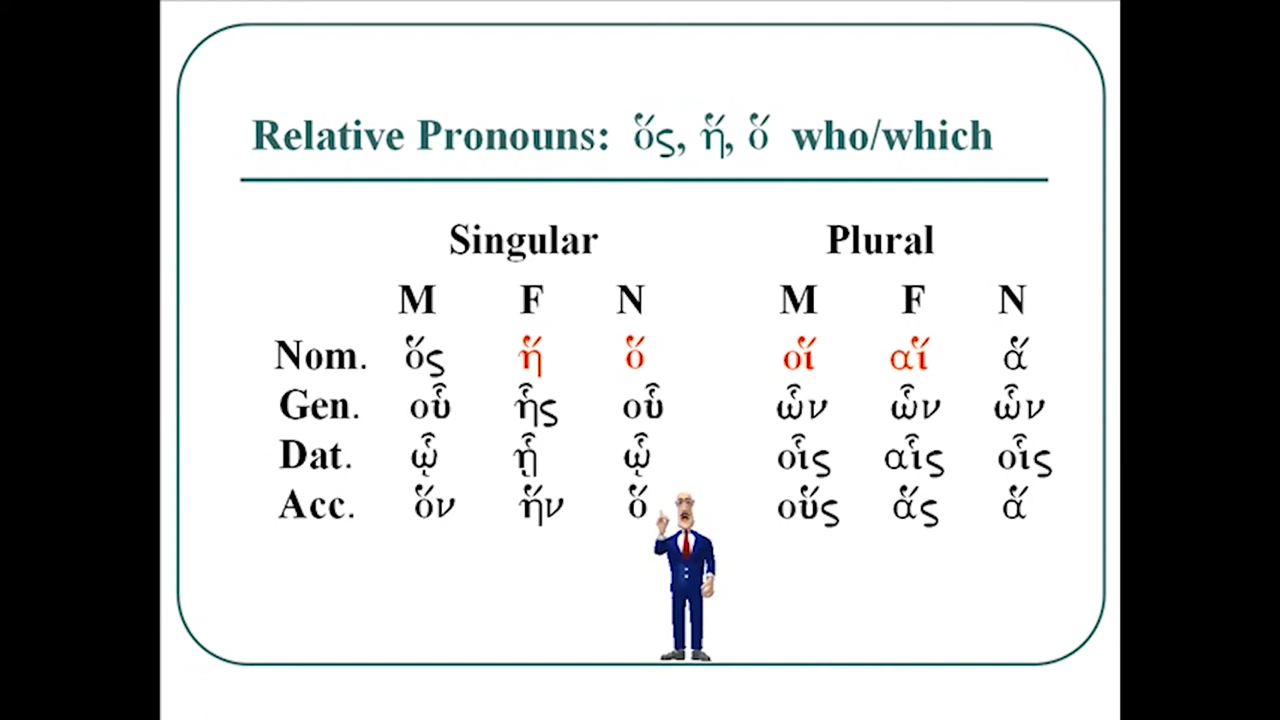 Relative Pronouns: ὅς, ἥ, ὅ who/which
Singular Plural
M F N M F N
Nom. ὅς ἥ ὅ οἵ αἵ ἅ
Gen. οὗ ἧς οὗ ὧν ὧν ὧν
Dat. ᾧ ᾗ ᾧ οἷς αἷς οἷς
Acc. ὅν ἥν ὅ οὕς ἅς ἅ